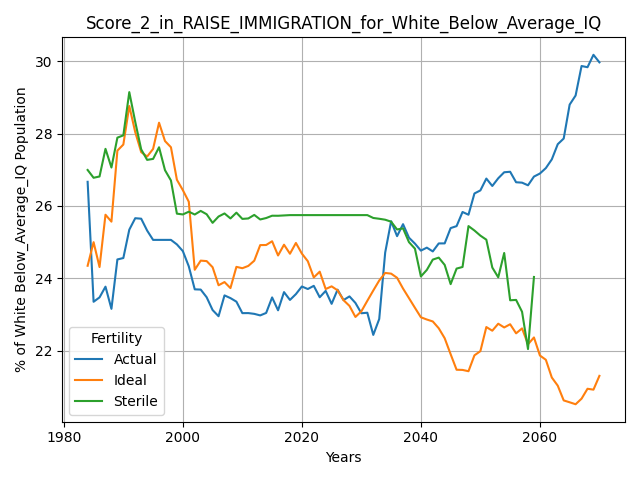 Score_2_in_RAISE_IMMIGRATION_for_White_Below_Average_IQ
% of White Below_Average_IQ Population
30
28
26
24
22
Fertility
Actual
Ideal
Sterile
1980
2000
2020
2040
2060
Years